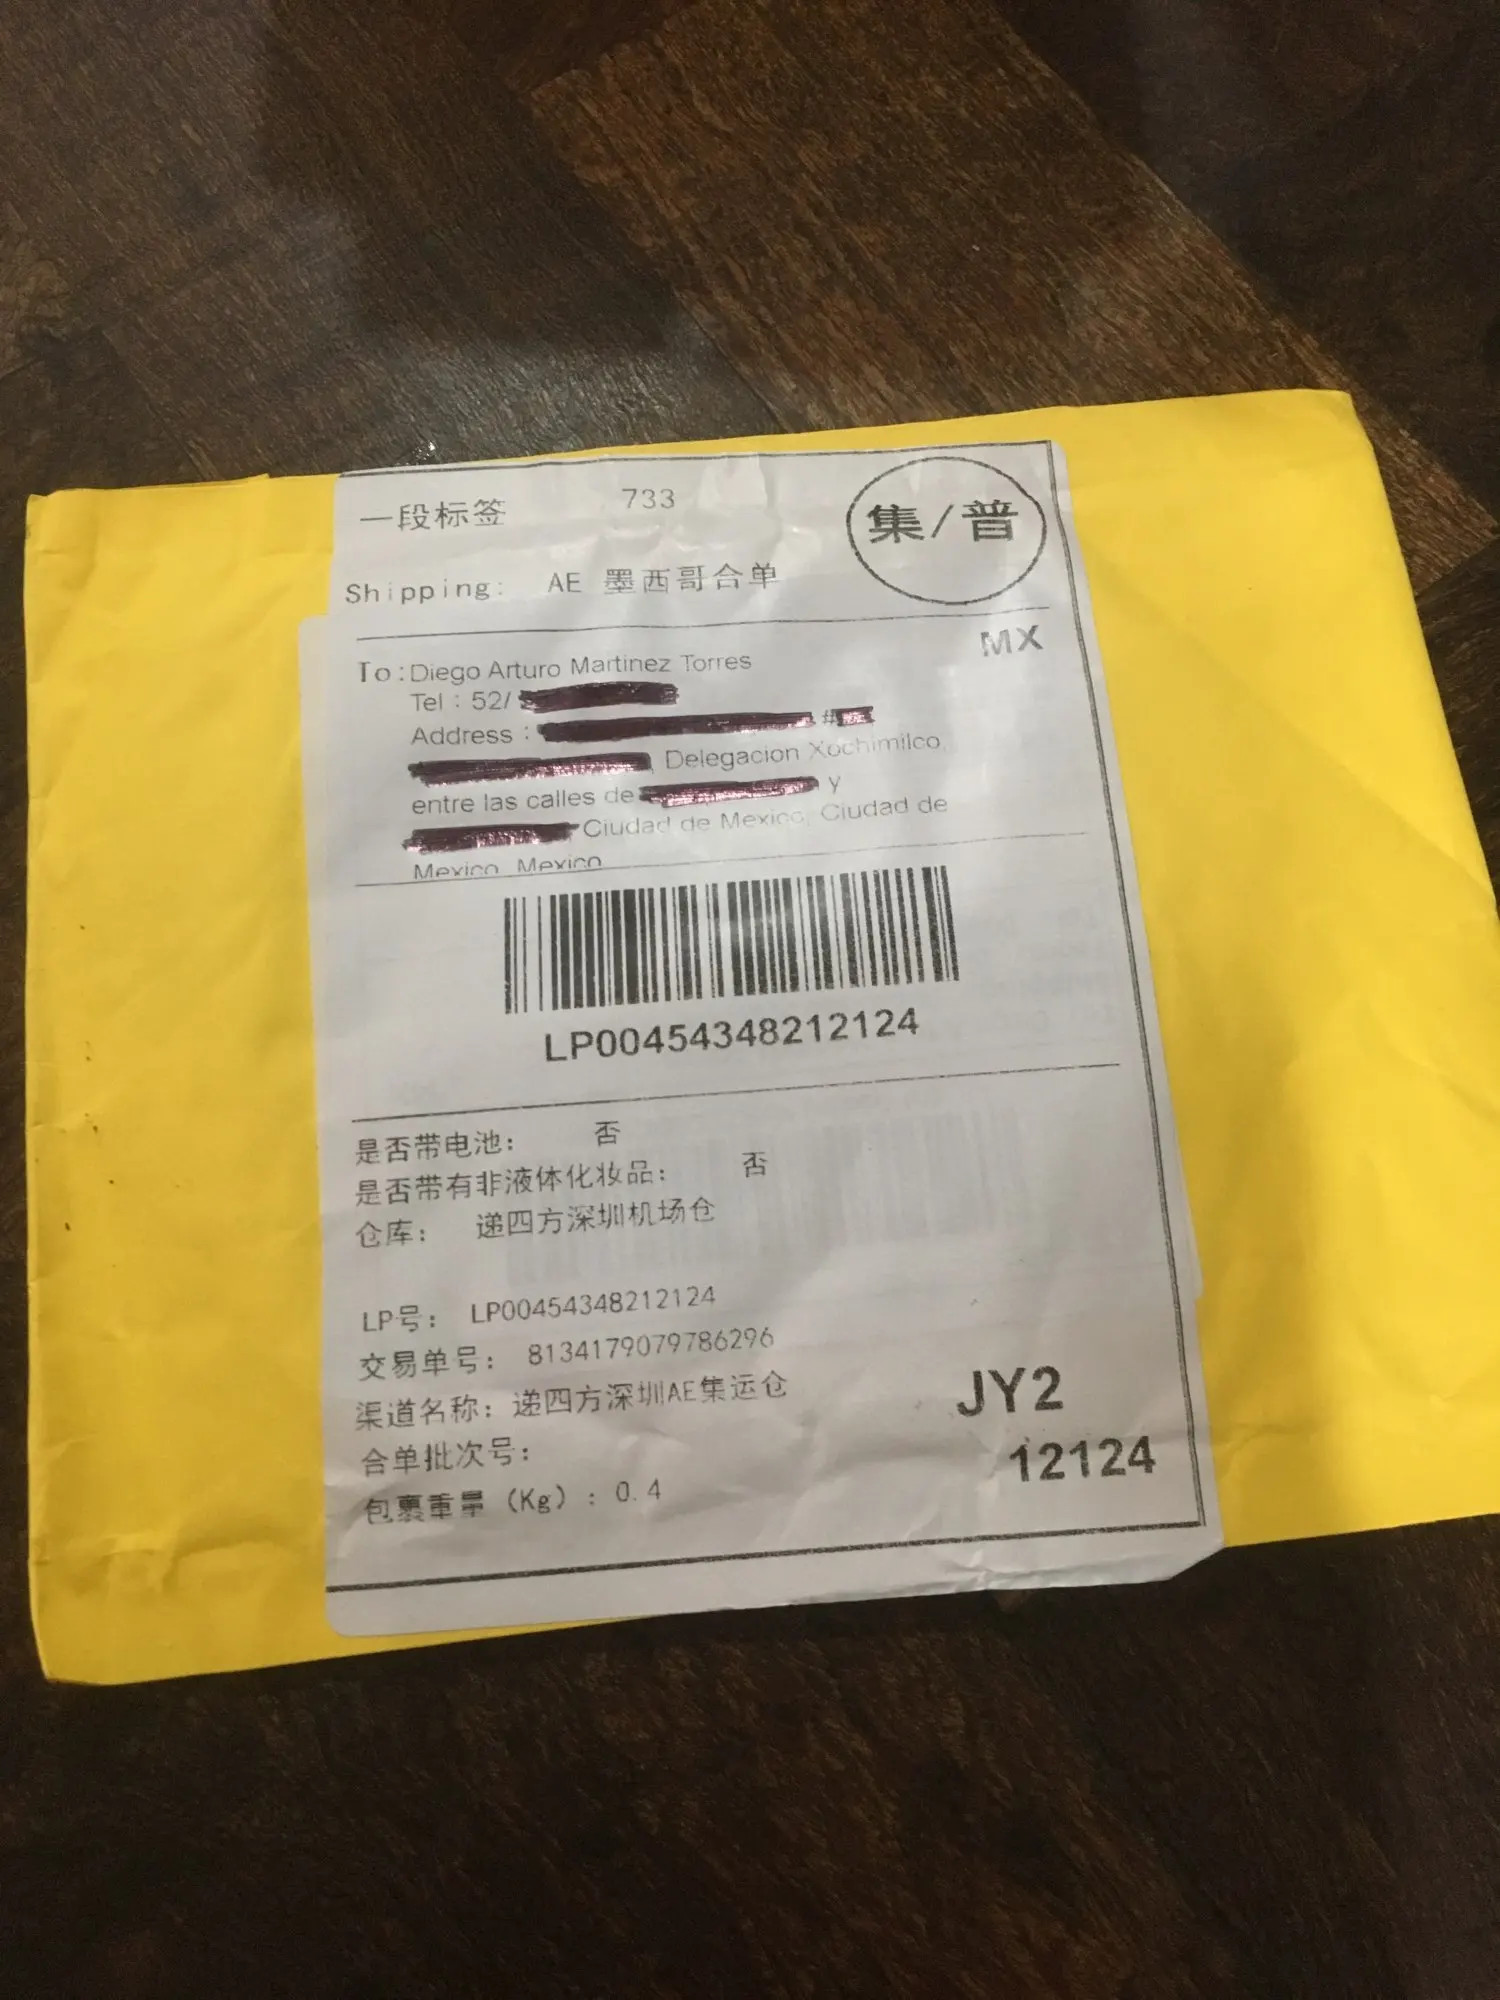 一段标签 733 集/普
Shipping: AE 墨西哥合单
MX
To:Diego Arturo Martinez Torres
Tel : 52/
Address : #
, Delegacion Xochimilco,
entre las calles de y
Ciudad de Mexico, Ciudad de
Mexico, Mexico
LP00454348212124
是否带电池: 否
是否带有非液体化妆品: 否
仓库: 递四方深圳机场仓
LP号: LP00454348212124
交易单号: 8134179079786296
渠道名称: 递四方深圳AE集运仓
合单批次号:
包裹重量 (Kg) : 0.4
JY2
12124